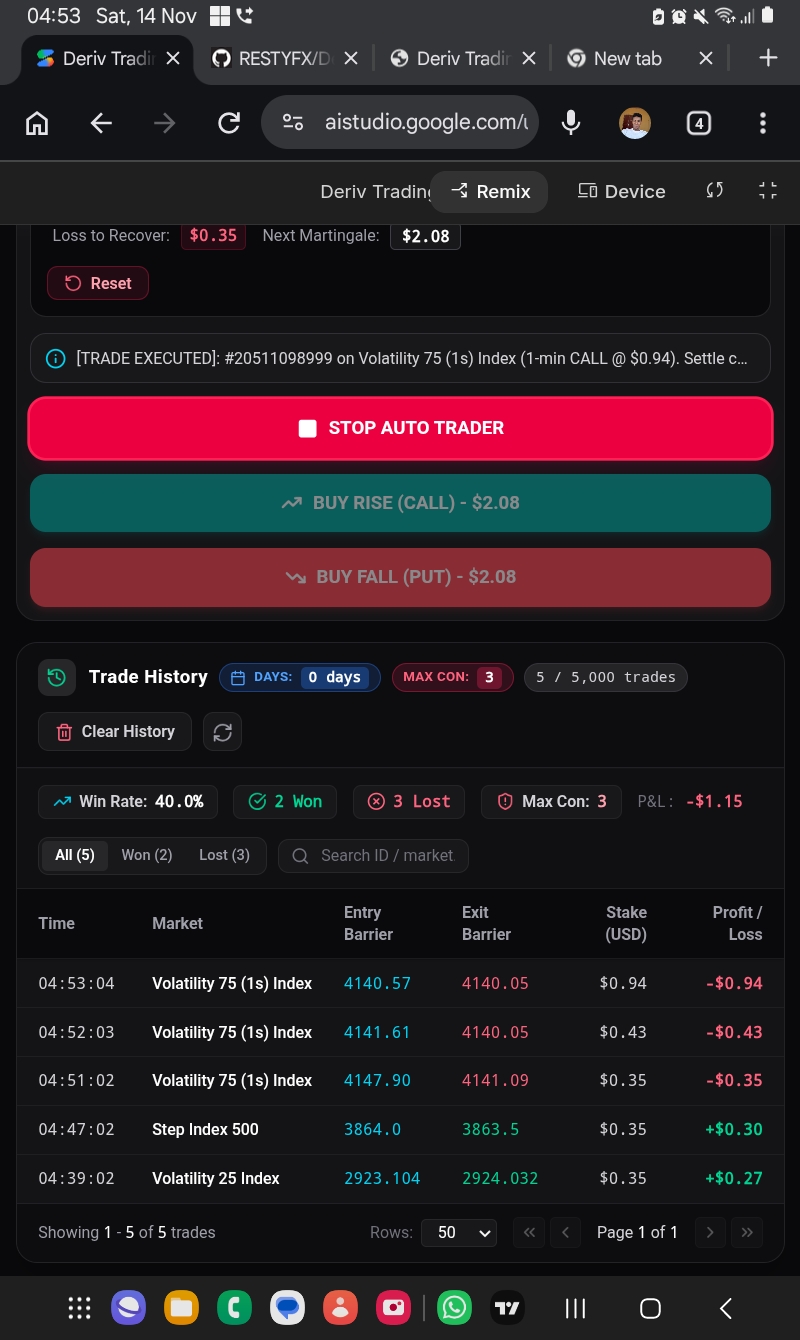 04:53 Sat, 14 Nov
Deriv Tradin
RESTYFX/D
Deriv Tradin
New tab
aistudio.google.com/u
4
Deriv Trading
Remix
Device
Loss to Recover: $0.35 Next Martingale: $2.08
Reset
[TRADE EXECUTED]: #20511098999 on Volatility 75 (1s) Index (1-min CALL @ $0.94). Settle c...
STOP AUTO TRADER
BUY RISE (CALL) - $2.08
BUY FALL (PUT) - $2.08
Trade History DAYS: 0 days MAX CON: 3 5 / 5,000 trades
Clear History
Win Rate: 40.0% 2 Won 3 Lost Max Con: 3 P&L: -$1.15
All (5) Won (2) Lost (3) Search ID / market
Time Market Entry Barrier Exit Barrier Stake (USD) Profit / Loss
04:53:04 Volatility 75 (1s) Index 4140.57 4140.05 $0.94 -$0.94
04:52:03 Volatility 75 (1s) Index 4141.61 4140.05 $0.43 -$0.43
04:51:02 Volatility 75 (1s) Index 4147.90 4141.09 $0.35 -$0.35
04:47:02 Step Index 500 3864.0 3863.5 $0.35 +$0.30
04:39:02 Volatility 25 Index 2923.104 2924.032 $0.35 +$0.27
Showing 1 - 5 of 5 trades Rows: 50 Page 1 of 1